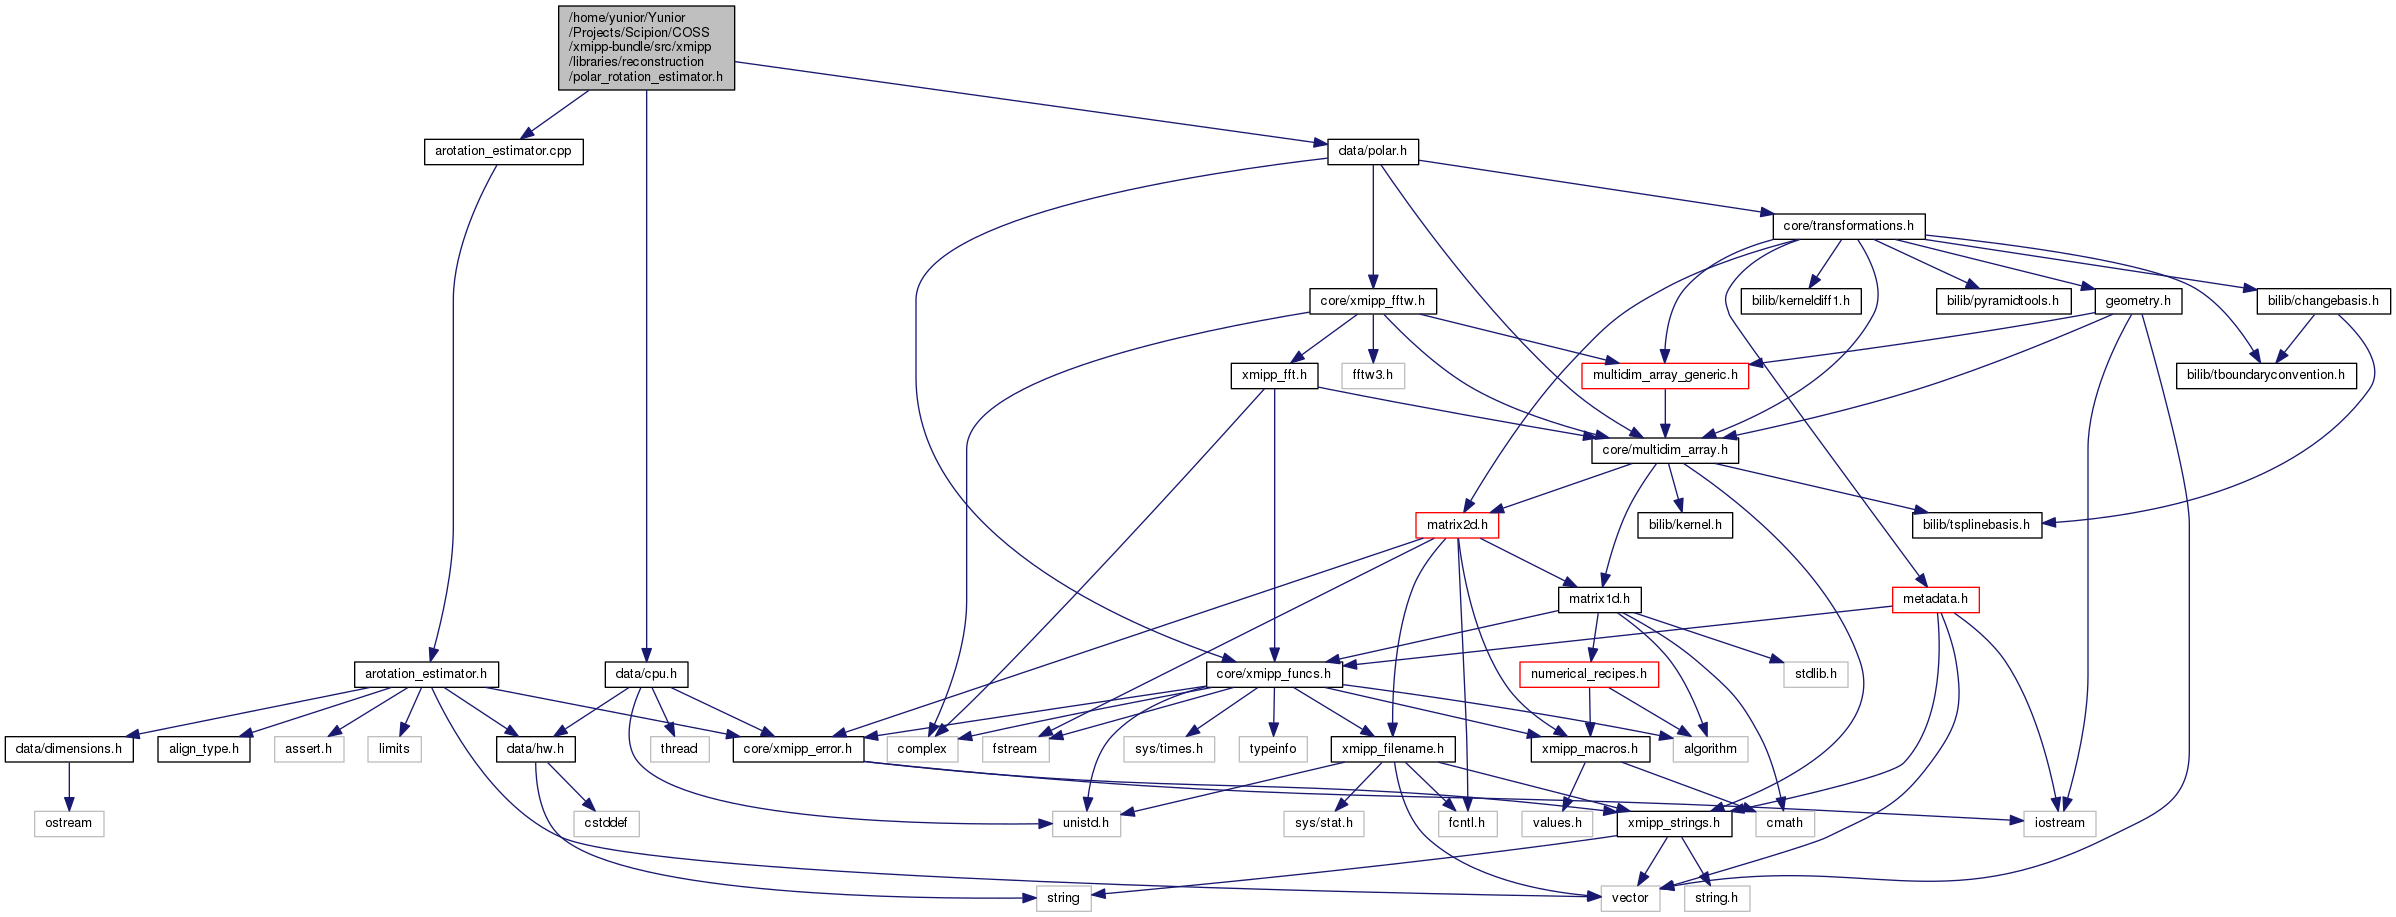 /home/yunior/Yunior
/Projects/Scipion/COSS
/xmipp-bundle/src/xmipp
/libraries/reconstruction
/polar_rotation_estimator.h
arotation_estimator.cpp
data/polar.h
core/transformations.h
core/xmipp_fftw.h
bilib/kerneldiff1.h
bilib/pyramidtools.h
geometry.h
bilib/changebasis.h
xmipp_fft.h
fftw3.h
multidim_array_generic.h
bilib/tboundaryconvention.h
core/multidim_array.h
matrix2d.h
bilib/kernel.h
bilib/tsplinebasis.h
matrix1d.h
metadata.h
arotation_estimator.h
data/cpu.h
core/xmipp_funcs.h
numerical_recipes.h
stdlib.h
data/dimensions.h
align_type.h
assert.h
limits
data/hw.h
thread
core/xmipp_error.h
complex
fstream
sys/times.h
typeinfo
xmipp_filename.h
xmipp_macros.h
algorithm
ostream
cstddef
unistd.h
sys/stat.h
fcntl.h
values.h
xmipp_strings.h
cmath
iostream
string
vector
string.h